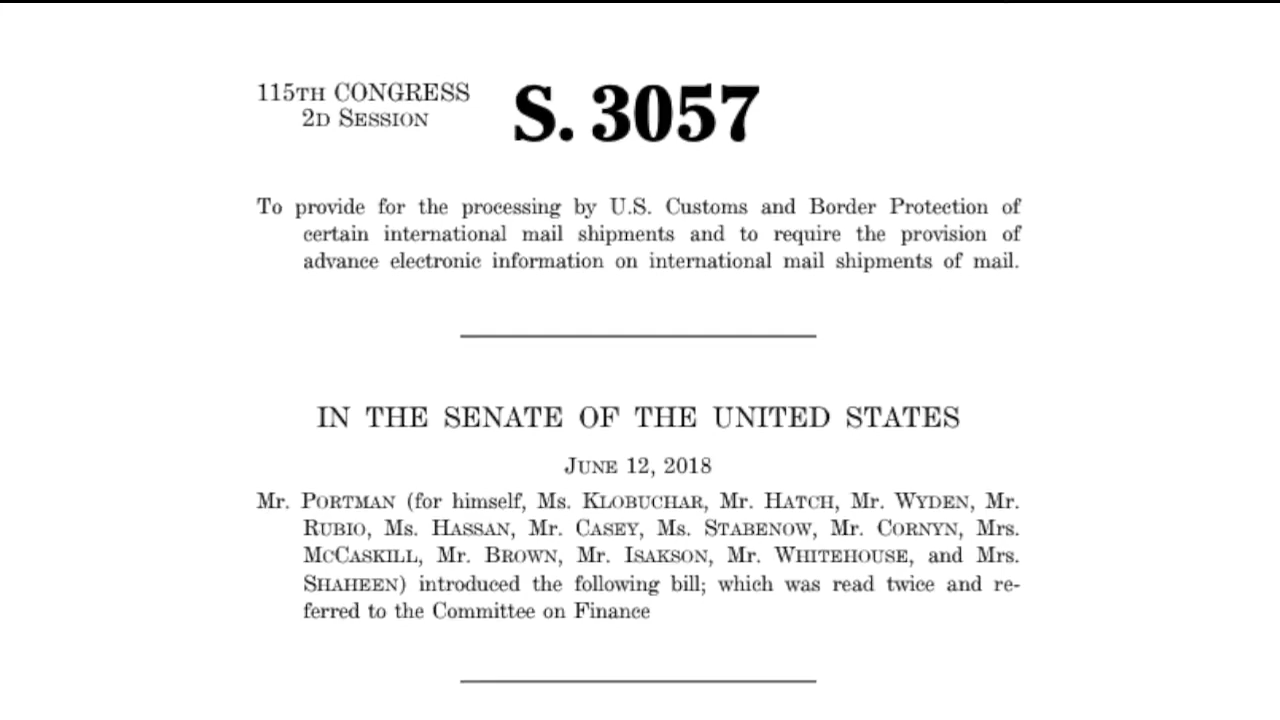 115TH CONGRESS
2D SESSION
S. 3057
To provide for the processing by U.S. Customs and Border Protection of
certain international mail shipments and to require the provision of
advance electronic information on international mail shipments of mail.
IN THE SENATE OF THE UNITED STATES
JUNE 12, 2018
Mr. PORTMAN (for himself, Ms. KLOBUCHAR, Mr. HATCH, Mr. WYDEN, Mr.
RUBIO, Ms. HASSAN, Mr. CASEY, Ms. STABENOW, Mr. CORNYN, Mrs.
MCCASKILL, Mr. BROWN, Mr. ISAKSON, Mr. WHITEHOUSE, and Mrs.
SHAHEEN) introduced the following bill; which was read twice and re-
ferred to the Committee on Finance